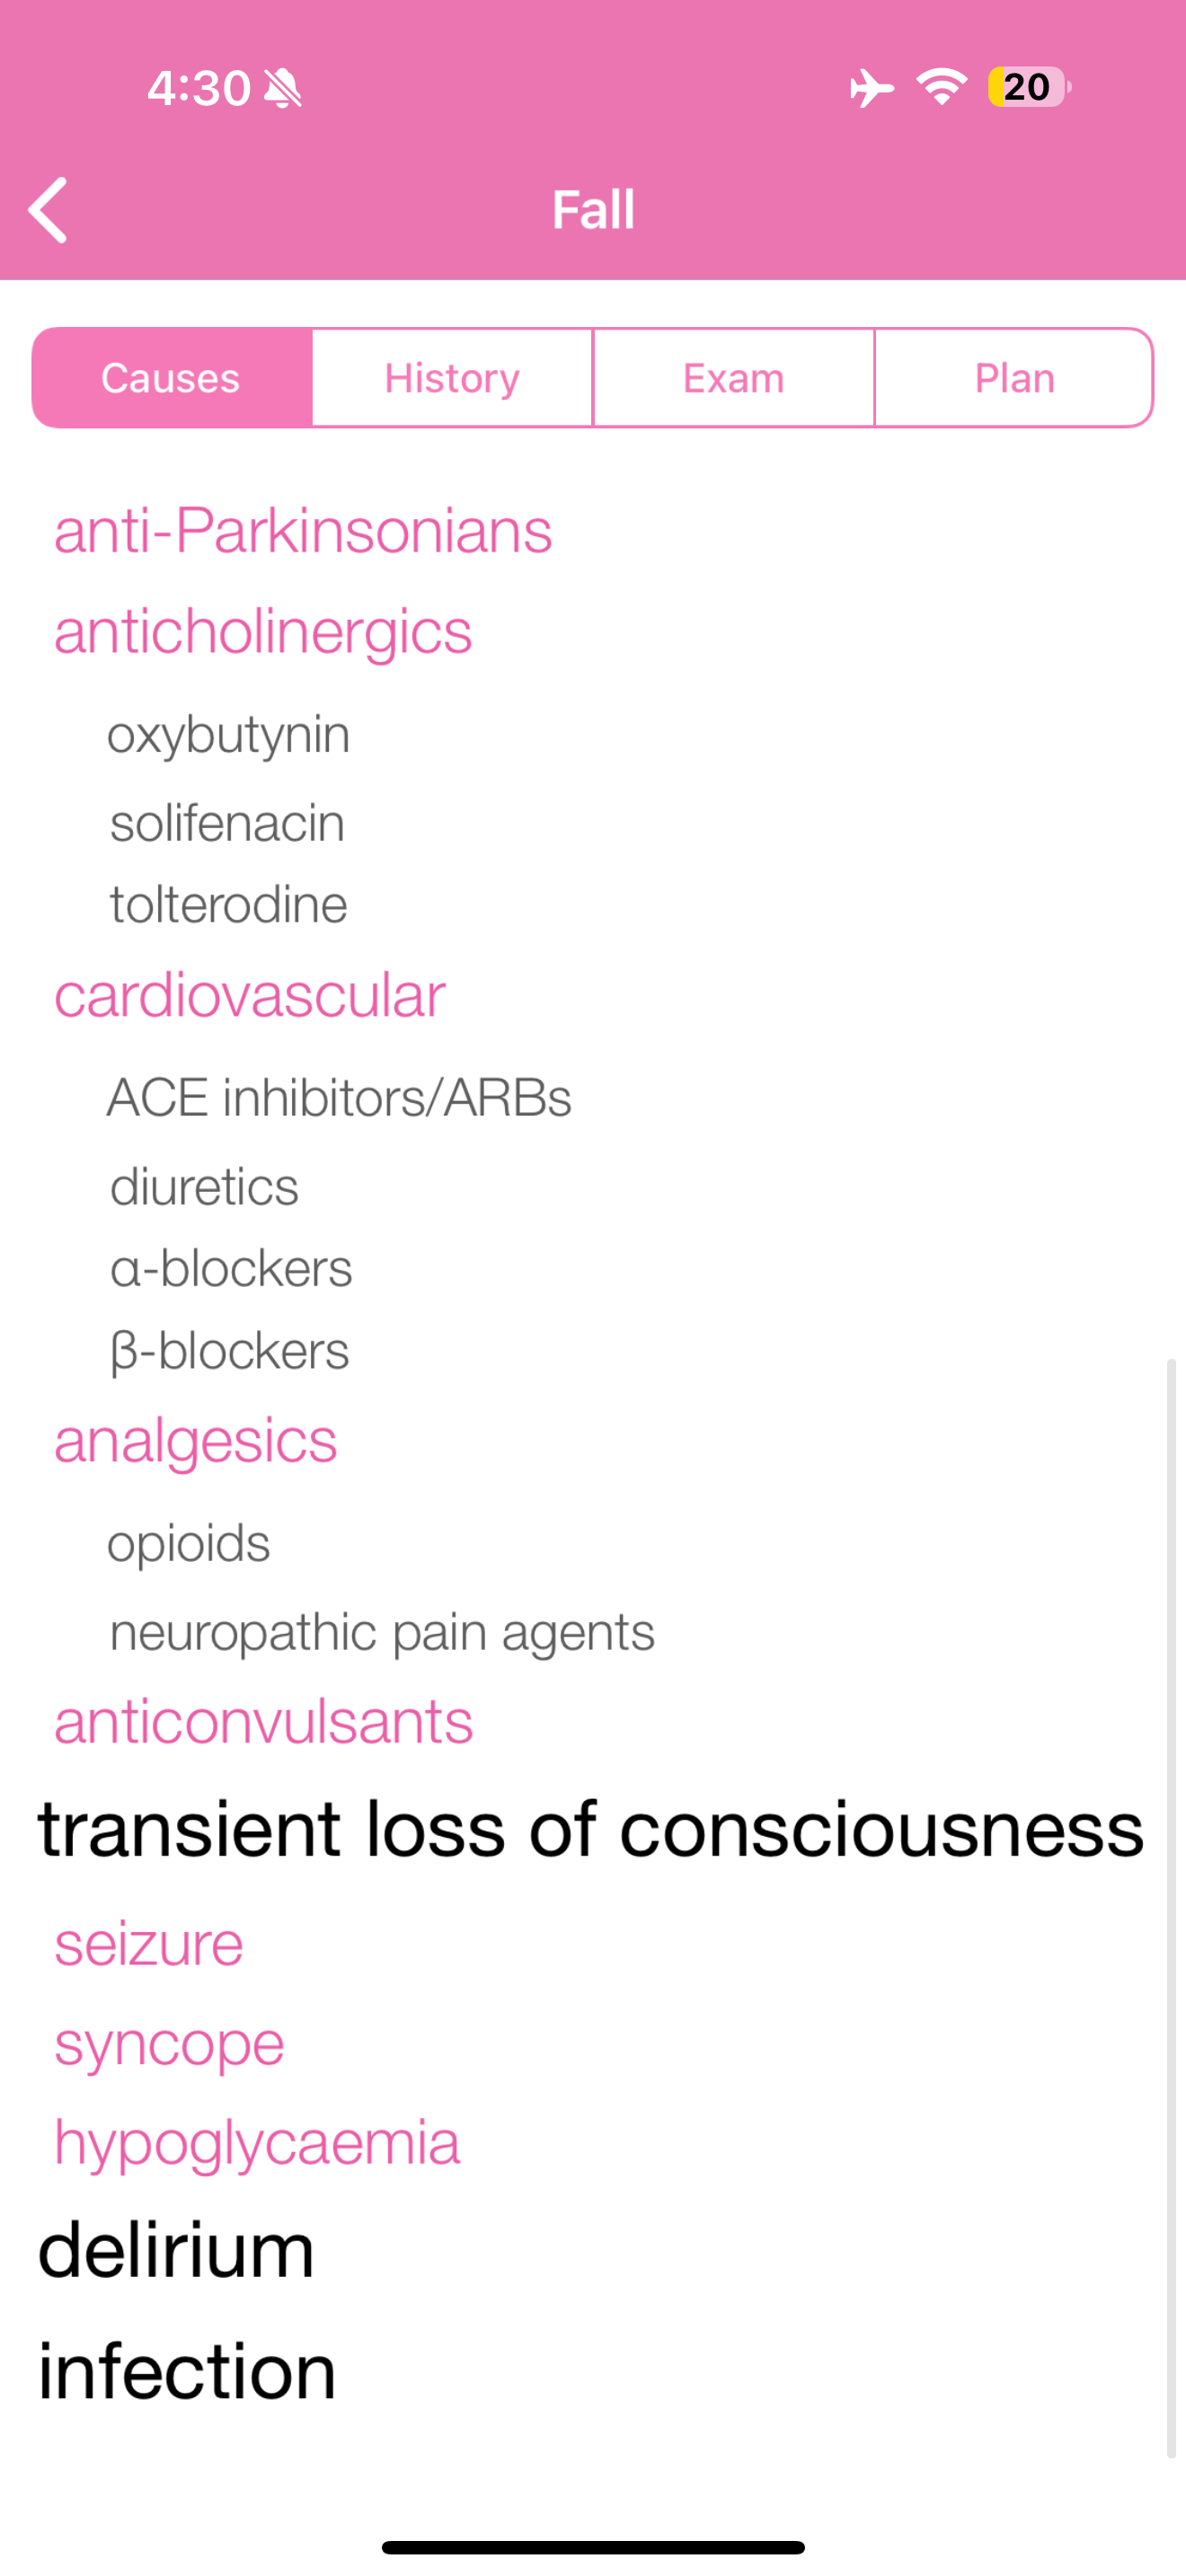 4:30
20
Fall
Causes
History
Exam
Plan
anti-Parkinsonians
anticholinergics
oxybutynin
solifenacin
tolterodine
cardiovascular
ACE inhibitors/ARBs
diuretics
α-blockers
β-blockers
analgesics
opioids
neuropathic pain agents
anticonvulsants
transient loss of consciousness
seizure
syncope
hypoglycaemia
delirium
infection